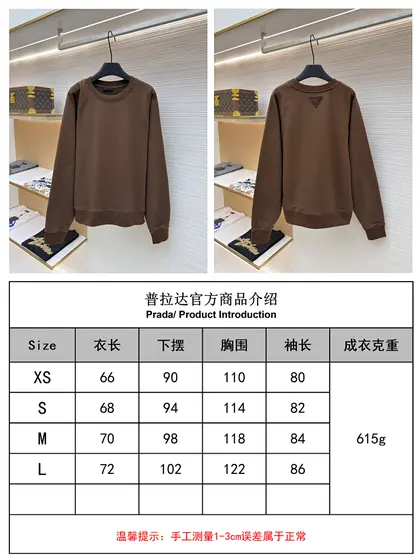 普拉达官方商品介绍
Prada/ Product Introduction
Size 衣长 下摆 胸围 袖长 成衣克重
XS 66 90 110 80
S 68 94 114 82
M 70 98 118 84 615g
L 72 102 122 86
温馨提示：手工测量1-3cm误差属于正常